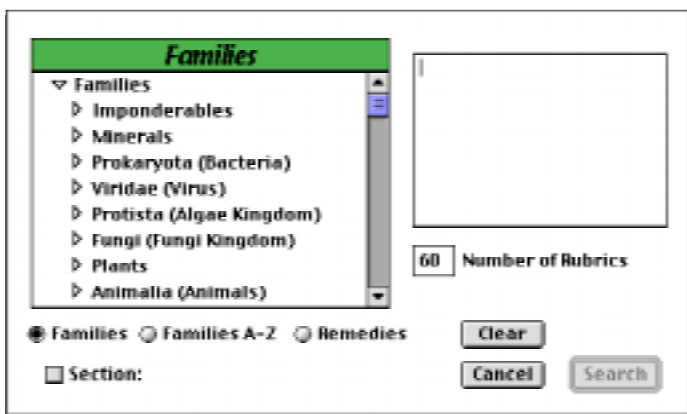 Families
Families
Imponderables
Minerals
Prokaryota (Bacteria)
Viridae (Virus)
Protista (Algae Kingdom)
Fungi (Fungi Kingdom)
Plants
Animalia (Animals)
60 Number of Rubrics
Families Families A-Z Remedies
Clear
Section:
Cancel Search